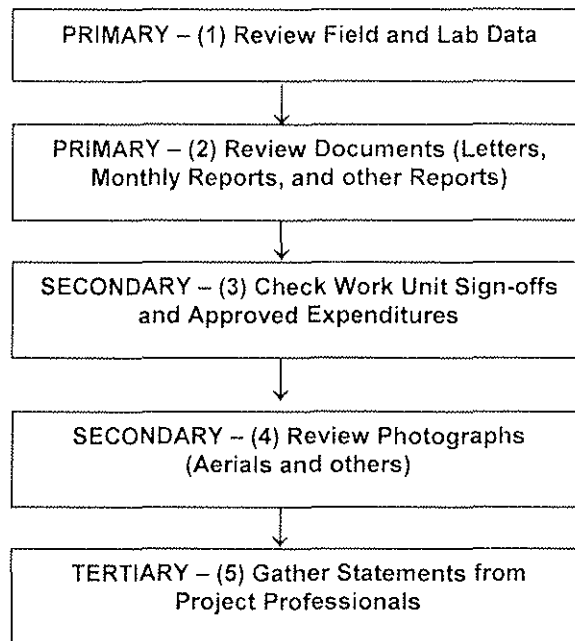 PRIMARY – (1) Review Field and Lab Data
PRIMARY – (2) Review Documents (Letters,
Monthly Reports, and other Reports)
SECONDARY – (3) Check Work Unit Sign-offs
and Approved Expenditures
SECONDARY – (4) Review Photographs
(Aerials and others)
TERTIARY – (5) Gather Statements from
Project Professionals